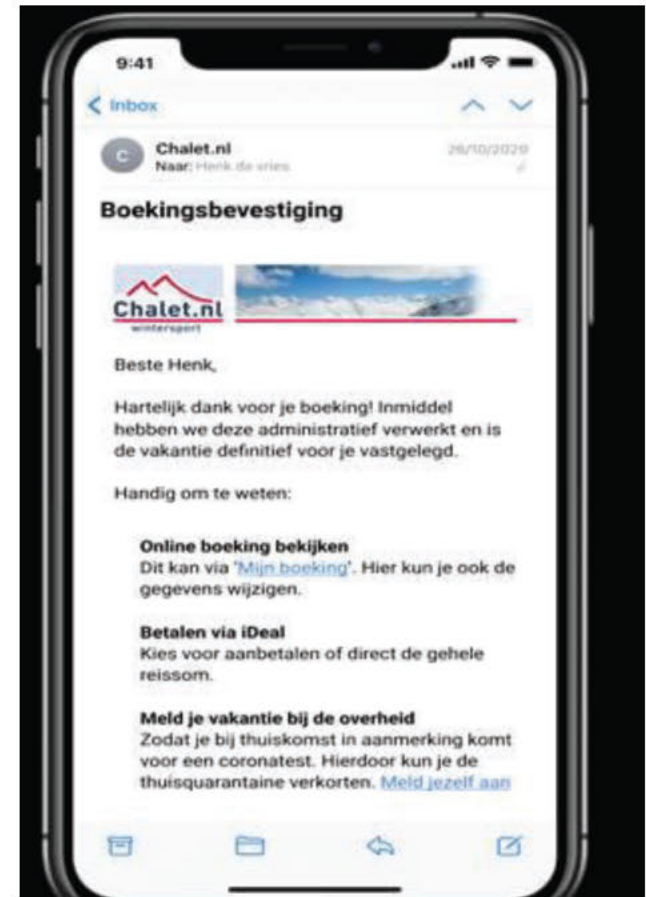 9:41
Inbox
C
Chalet.nl
26/10/2020
Naar: Henk de vries
Boekingsbevestiging
Chalet.nl
wintersport
Beste Henk,
Hartelijk dank voor je boeking! Inmiddel
hebben we deze administratief verwerkt en is
de vakantie definitief voor je vastgelegd.
Handig om te weten:
Online boeking bekijken
Dit kan via 'Mijn boeking'. Hier kun je ook de
gegevens wijzigen.
Betalen via iDeal
Kies voor aanbetalen of direct de gehele
reissom.
Meld je vakantie bij de overheid
Zodat je bij thuiskomst in aanmerking komt
voor een coronatest. Hierdoor kun je de
thuisquarantaine verkorten. Meld jezelf aan